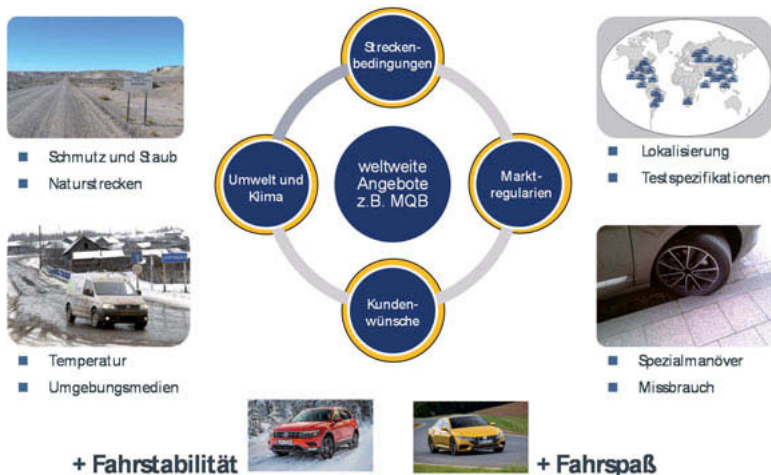 Strecken-
bedingungen
Schmutz und Staub
Naturstrecken
Umwelt und
Klima
weltweite
Angebote
z.B. MQB
Markt-
regularien
Lokalisierung
Testspezifikationen
Kunden-
wünsche
Temperatur
Umgebungsmedien
Spezialmanöver
Missbrauch
+ Fahrstabilität
+ Fahrspaß